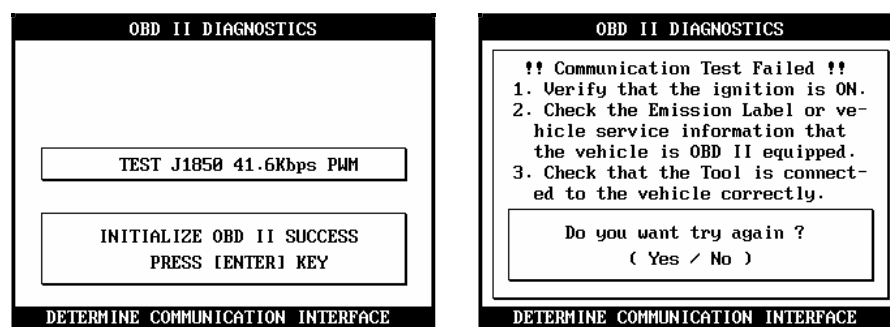 OBD II DIAGNOSTICS
TEST J1850 41.6Kbps PWM
INITIALIZE OBD II SUCCESS
PRESS [ENTER] KEY
DETERMINE COMMUNICATION INTERFACE
OBD II DIAGNOSTICS
!! Communication Test Failed !!
1. Verify that the ignition is ON.
2. Check the Emission Label or ve-
hicle service information that
the vehicle is OBD II equipped.
3. Check that the Tool is connect-
ed to the vehicle correctly.
Do you want try again ?
( Yes / No )
DETERMINE COMMUNICATION INTERFACE